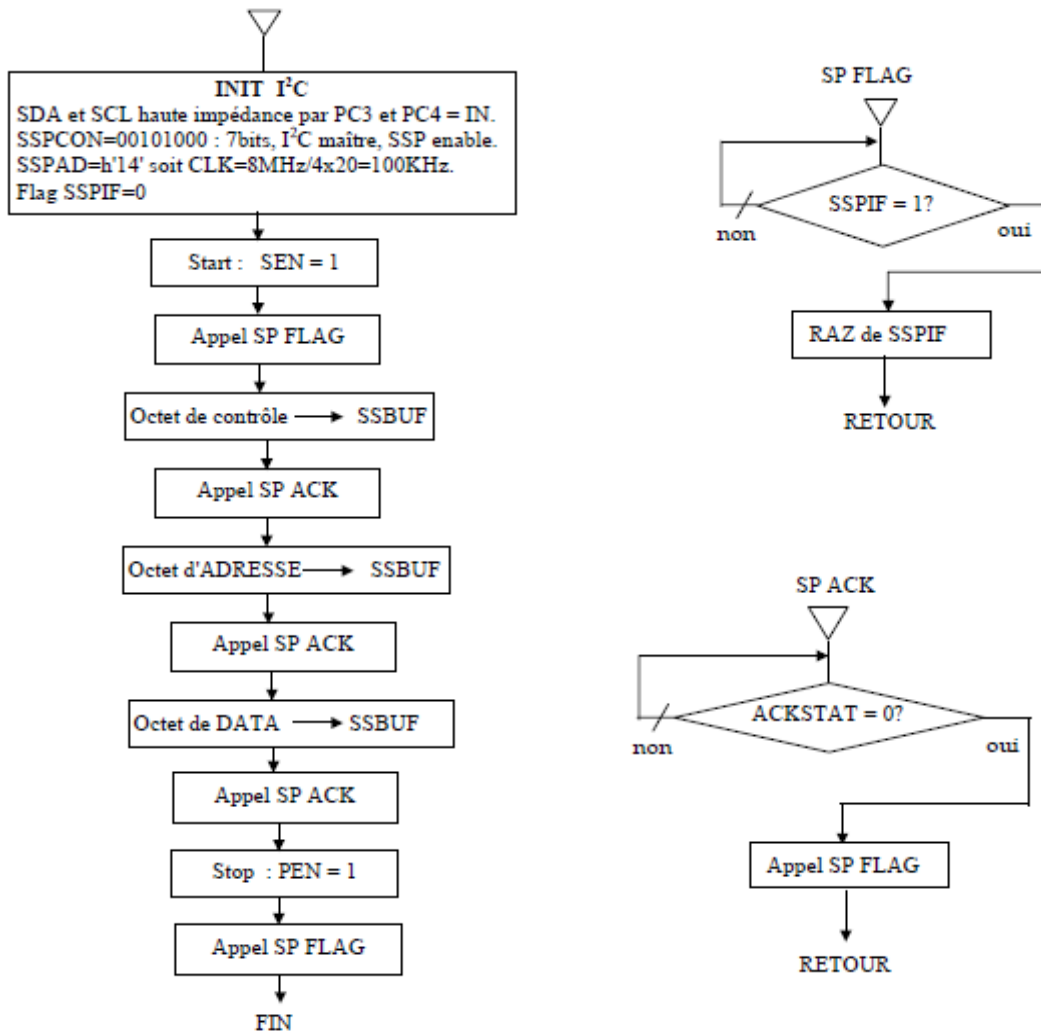 INIT I²C
SDA et SCL haute impédance par PC3 et PC4 = IN.
SSPCON=00101000 : 7bits, I²C maître, SSP enable.
SSPAD=h'14' soit CLK=8MHz/4x20=100KHz.
Flag SSPIF=0
Start : SEN = 1
Appel SP FLAG
Octet de contrôle → SSBUF
Appel SP ACK
Octet d'ADRESSE → SSBUF
Appel SP ACK
Octet de DATA → SSBUF
Appel SP ACK
Stop : PEN = 1
Appel SP FLAG
FIN
SP FLAG
SSPIF = 1?
non
oui
RAZ de SSPIF
RETOUR
SP ACK
ACKSTAT = 0?
non
oui
Appel SP FLAG
RETOUR